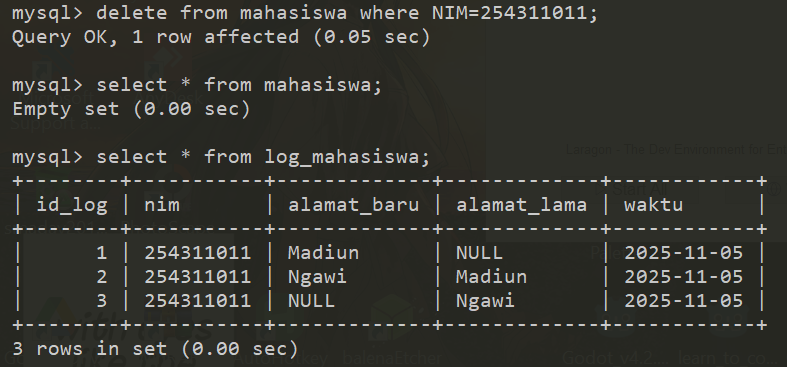 mysql> delete from mahasiswa where NIM=254311011;
Query OK, 1 row affected (0.05 sec)
mysql> select * from mahasiswa;
Empty set (0.00 sec)
mysql> select * from log_mahasiswa;
+--------+-----------+-------------+-------------+------------+
| id_log | nim       | alamat_baru | alamat_lama | waktu      |
+--------+-----------+-------------+-------------+------------+
|      1 | 254311011 | Madiun      | NULL        | 2025-11-05 |
|      2 | 254311011 | Ngawi       | Madiun      | 2025-11-05 |
|      3 | 254311011 | NULL        | Ngawi       | 2025-11-05 |
+--------+-----------+-------------+-------------+------------+
3 rows in set (0.00 sec)